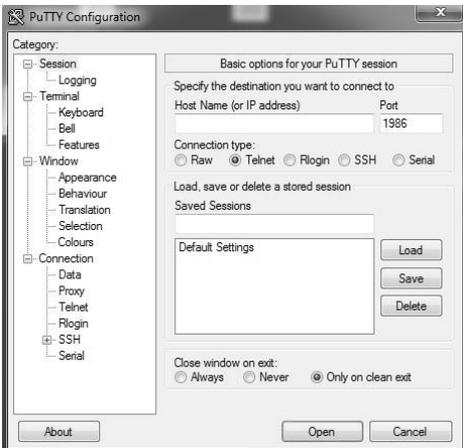 PuTTY Configuration
X
Category:
Session
Logging
Terminal
Keyboard
Bell
Features
Window
Appearance
Behaviour
Translation
Selection
Colours
Connection
Data
Proxy
Telnet
Rlogin
SSH
Serial
Basic options for your PuTTY session
Specify the destination you want to connect to
Host Name (or IP address) Port
1986
Connection type:
Raw Telnet Rlogin SSH Serial
Load, save or delete a stored session
Saved Sessions
Default Settings
Load
Save
Delete
Close window on exit:
Always Never Only on clean exit
About Open Cancel